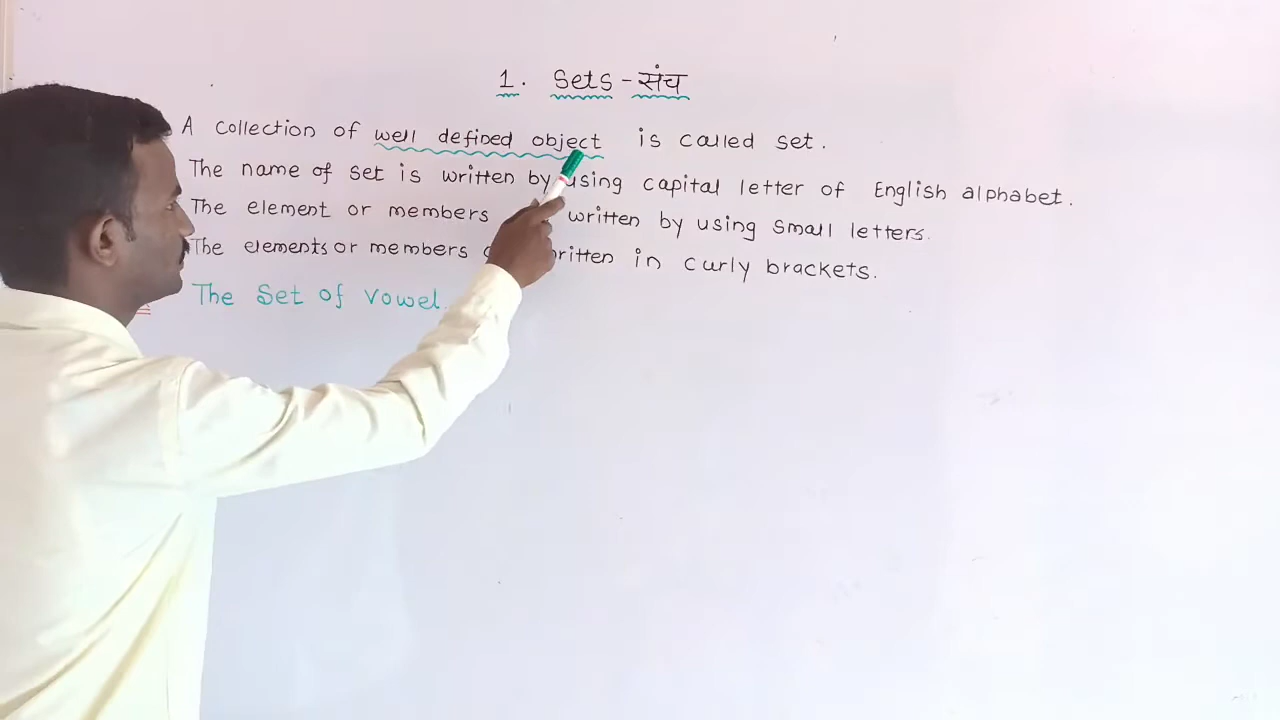 1. Sets - संच
A collection of well defined object is called set.
The name of set is written by using capital letter of English alphabet.
The element or members written by using small letters.
The elements or members written in curly brackets.
The Set of vowel.